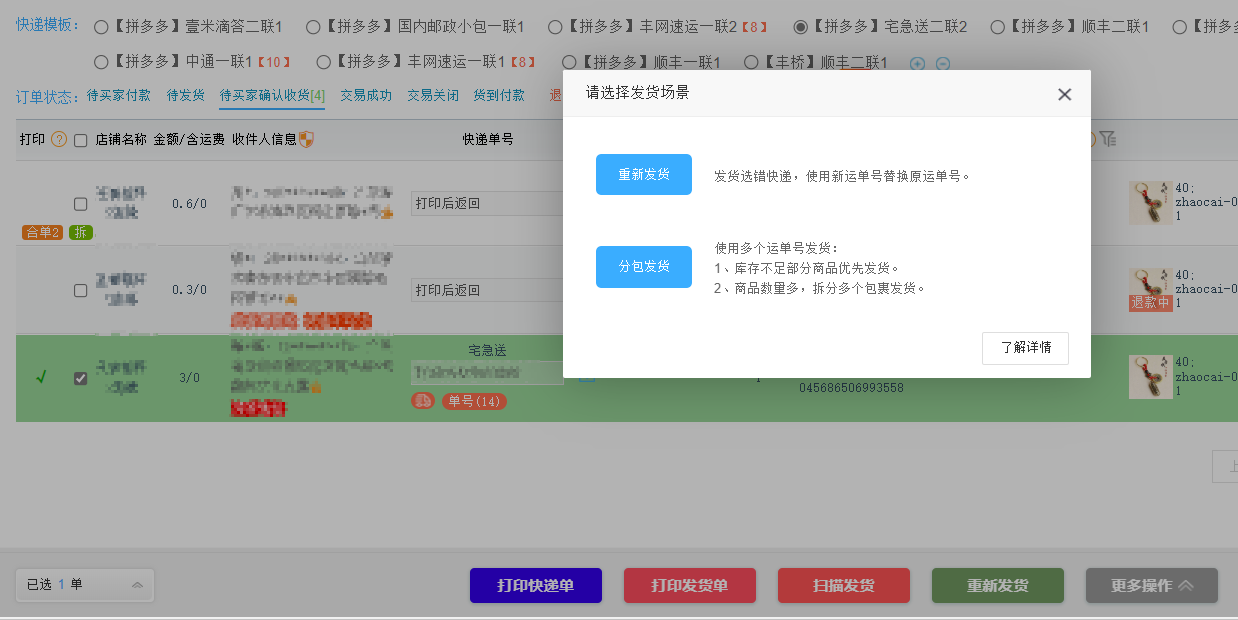 快递模板： 【拼多多】壹米滴答二联1 【拼多多】国内邮政小包一联1 【拼多多】丰网速运一联2【8】 【拼多多】宅急送二联2 【拼多多】顺丰二联1 【拼多
【拼多多】中通一联1【10】 【拼多多】丰网速运一联1【8】 【拼多多】顺丰一联1 【丰桥】顺丰二联1
订单状态： 待买家付款 待发货 待买家确认收货[4] 交易成功 交易关闭 货到付款 退
打印 ? 店铺名称 金额/含运费 收件人信息 快递单号
0.6/0 打印后返回
合单2 拆
40;
zhaocai-0
1
0.3/0 打印后返回
40;
zhaocai-0
退款中 1
宅急送
3/0
单号(14)
045686506993558
40;
zhaocai-0
1
请选择发货场景
重新发货 发货选错快递，使用新运单号替换原运单号。
分包发货 使用多个运单号发货：
1、库存不足部分商品优先发货。
2、商品数量多，拆分多个包裹发货。
了解详情
上
已选 1 单 打印快递单 打印发货单 扫描发货 重新发货 更多操作